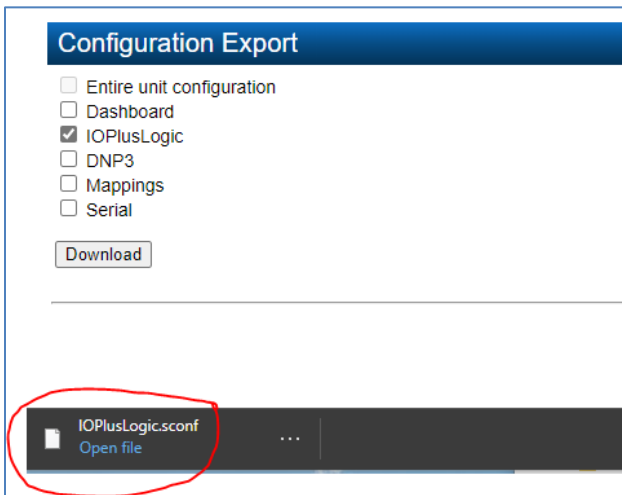 Configuration Export
Entire unit configuration
Dashboard
IOPlusLogic
DNP3
Mappings
Serial
Download
IOPlusLogic.sconf
Open file
...